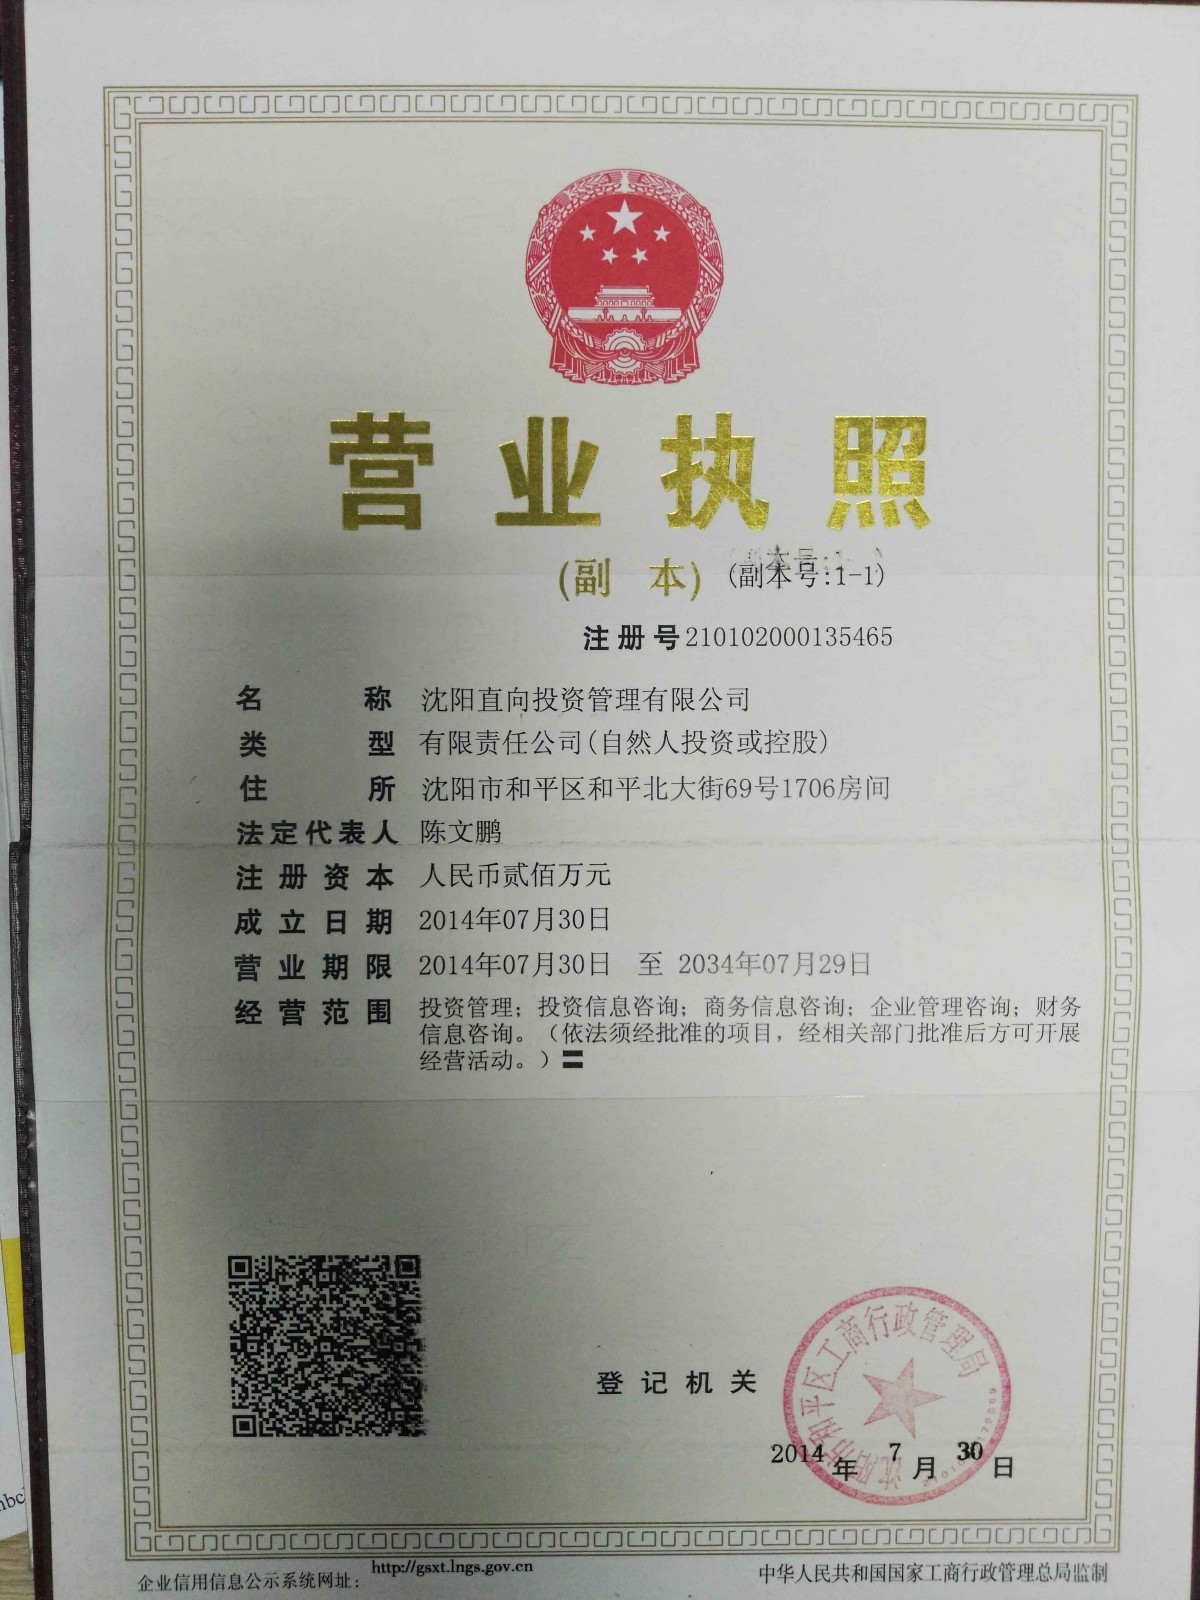 营业执照
(副 本) (副本号:1-1)
注册号210102000135465
名称 沈阳直向投资管理有限公司
类型 有限责任公司(自然人投资或控股)
住所 沈阳市和平区和平北大街69号1706房间
法定代表人 陈文鹏
注册资本 人民币贰佰万元
成立日期 2014年07月30日
营业期限 2014年07月30日 至 2034年07月29日
经营范围 投资管理；投资信息咨询；商务信息咨询；企业管理咨询；财务
信息咨询。（依法须经批准的项目，经相关部门批准后方可开展
经营活动。）〓
登记机关
沈阳市和平区工商行政管理局
2014年7月30日
企业信用信息公示系统网址：http://gsxt.lngs.gov.cn
中华人民共和国国家工商行政管理总局监制